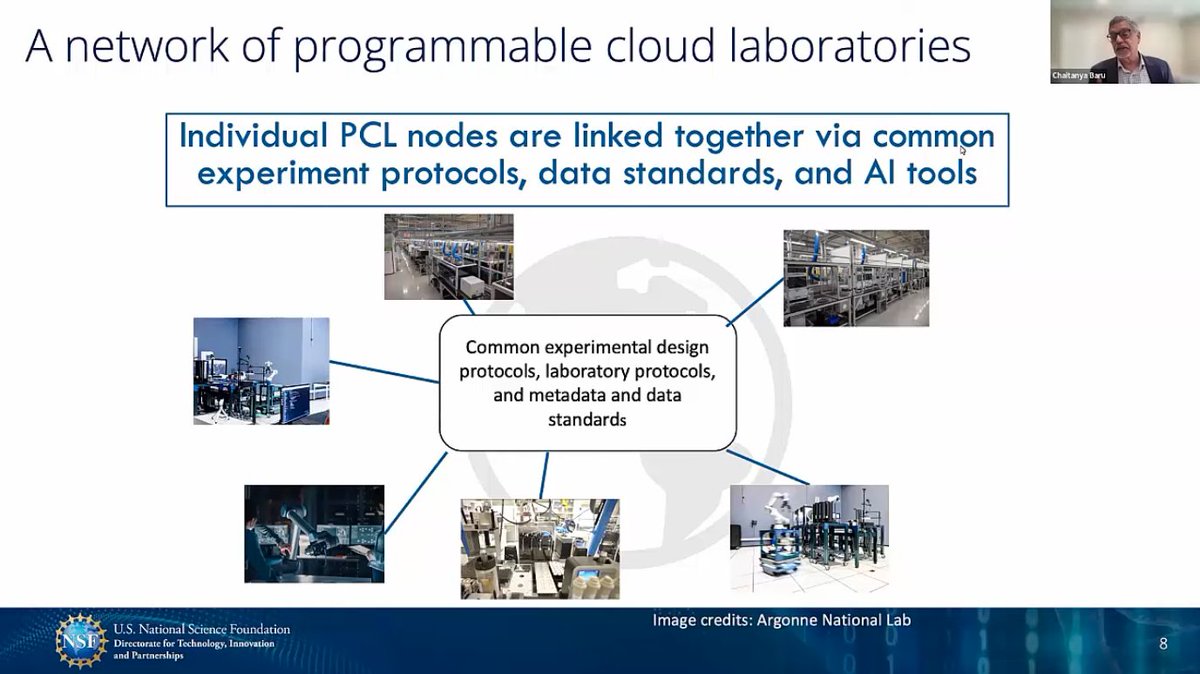 A network of programmable cloud laboratories
Chaitanya Baru
Individual PCL nodes are linked together via common
experiment protocols, data standards, and AI tools
Common experimental design
protocols, laboratory protocols,
and metadata and data
standards
NSF
U.S. National Science Foundation
Directorate for Technology, Innovation
and Partnerships
Image credits: Argonne National Lab
8